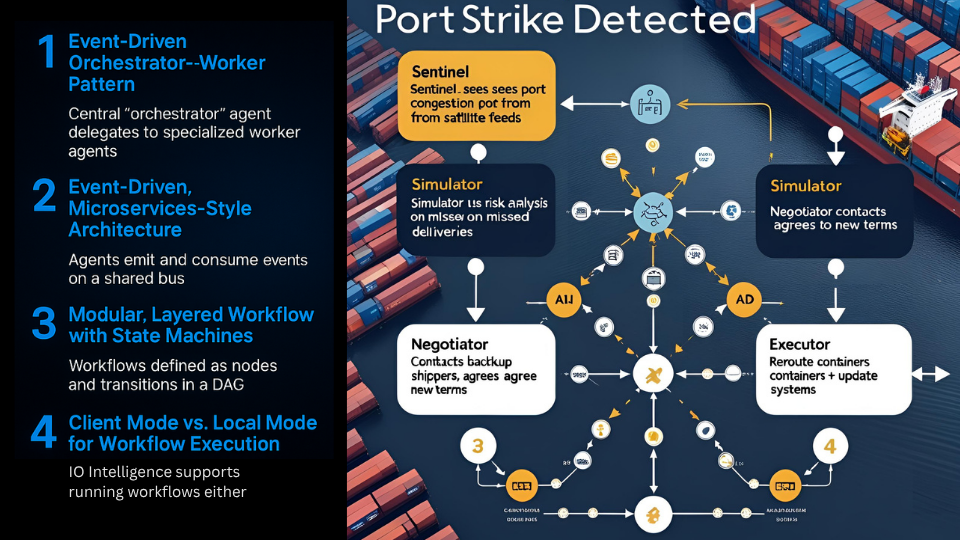 Port Strike Detected
1
Event-Driven
Orchestrator--Worker
Pattern
Central “orchestrator” agent
delegates to specialized worker
agents
2
Event-Driven,
Microservices-Style
Architecture
Agents emit and consume events
on a shared bus
3
Modular, Layered Workflow
with State Machines
Workflows defined as nodes
and transitions in a DAG
4
Client Mode vs. Local Mode
for Workflow Execution
IO Intelligence supports
running workflows either
Sentinel
Sentinel sees sees port
congestion pot from
from satellite feeds
Simulator
Simulator us risk analysis
on missed on missed
deliveries
Negotiator
Contacts backup
shippers, agrees agree
new terms
Simulator
Negotiator contacts
agrees to new terms
Executor
Reroute containers
containers + update
systems
AD
3
4